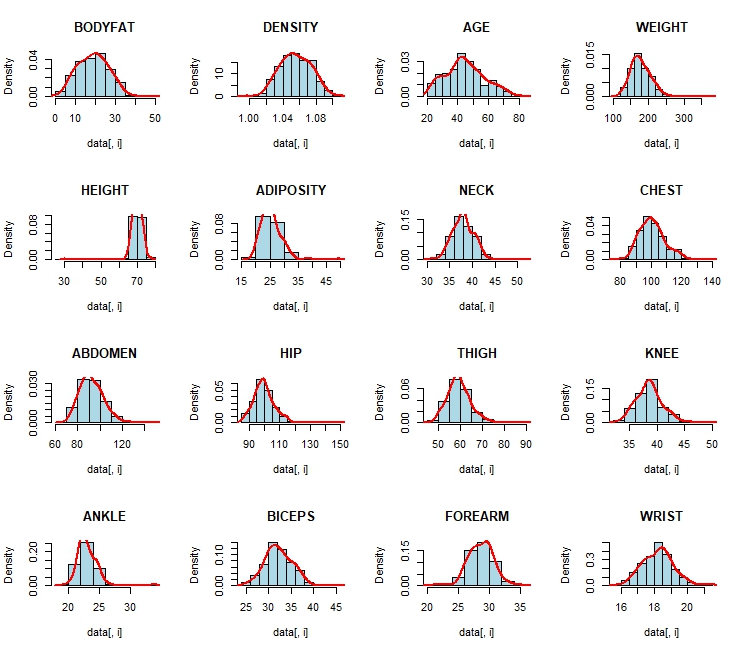 BODYFAT DENSITY AGE WEIGHT
Density 0.00 0.04 Density 10 0 Density 0.00 0.03 Density 0.000 0.015
0 10 30 50 1.00 1.04 1.08 20 40 60 80 100 200 300
data[, i] data[, i] data[, i] data[, i]
HEIGHT ADIPOSITY NECK CHEST
Density 0.00 0.08 Density 0.00 0.08 Density 0.00 0.15 Density 0.00 0.04
30 50 70 15 25 35 45 30 35 40 45 50 80 100 120 140
data[, i] data[, i] data[, i] data[, i]
ABDOMEN HIP THIGH KNEE
Density 0.000 0.030 Density 0.00 0.05 Density 0.00 0.06 Density 0.00 0.15
60 80 120 90 110 130 150 50 60 70 80 90 35 40 45 50
data[, i] data[, i] data[, i] data[, i]
ANKLE BICEPS FOREARM WRIST
Density 0.00 0.20 Density 0.00 0.10 Density 0.00 0.15 Density 0.0 0.3
20 25 30 25 30 35 40 45 20 25 30 35 16 18 20
data[, i] data[, i] data[, i] data[, i]